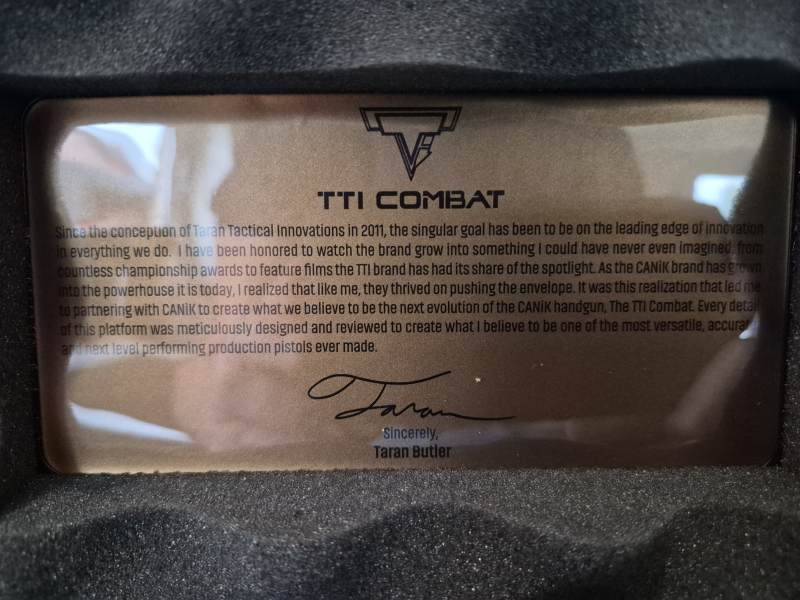 TTI COMBAT
Since the conception of Taran Tactical Innovations in 2011, the singular goal has been to be on the leading edge of innovation
in everything we do. I have been honored to watch the brand grow into something I could have never even imagined, from
countless championship awards to feature films the TTI brand has had its share of the spotlight. As the CANiK brand has grown
into the powerhouse it is today, I realized that like me, they thrived on pushing the envelope. It was this realization that led me
to partnering with CANiK to create what we believe to be the next evolution of the CANiK handgun, The TTI Combat. Every detail
of this platform was meticulously designed and reviewed to create what I believe to be one of the most versatile, accurate
and next level performing production pistols ever made.
Taran
Sincerely,
Taran Butler